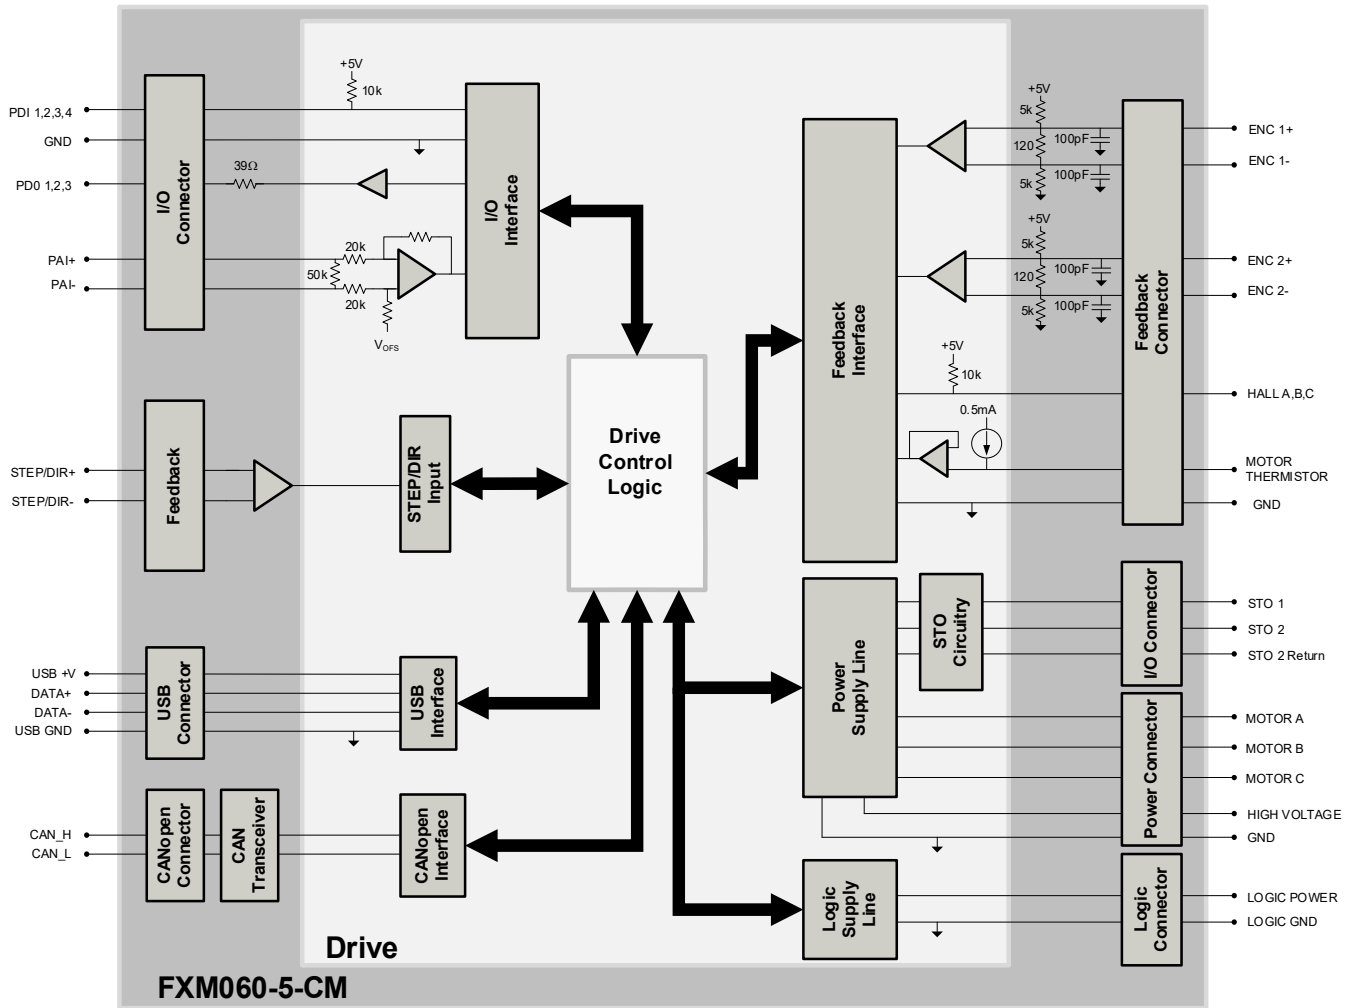 +5V
10k
PDI 1,2,3,4
GND
39Ω
PD0 1,2,3
I/O
Connector
I/O
Interface
PAI+
PAI-
20k
50k
20k
VOFS
+5V
5k
120
5k
100pF
100pF
ENC 1+
ENC 1-
+5V
5k
120
5k
100pF
100pF
ENC 2+
ENC 2-
Feedback
Interface
Feedback
Connector
+5V
10k
HALL A,B,C
0.5mA
MOTOR
THERMISTOR
GND
Drive
Control
Logic
STEP/DIR+
STEP/DIR-
Feedback
STEP/DIR
Input
STO
Circuitry
I/O Connector
STO 1
STO 2
STO 2 Return
USB +V
DATA+
DATA-
USB GND
USB
Connector
USB
Interface
Power
Supply Line
Power Connector
MOTOR A
MOTOR B
MOTOR C
HIGH VOLTAGE
GND
CAN_H
CAN_L
CANopen
Connector
CAN
Transceiver
CANopen
Interface
Logic
Supply
Line
Logic
Connector
LOGIC POWER
LOGIC GND
Drive
FXM060-5-CM